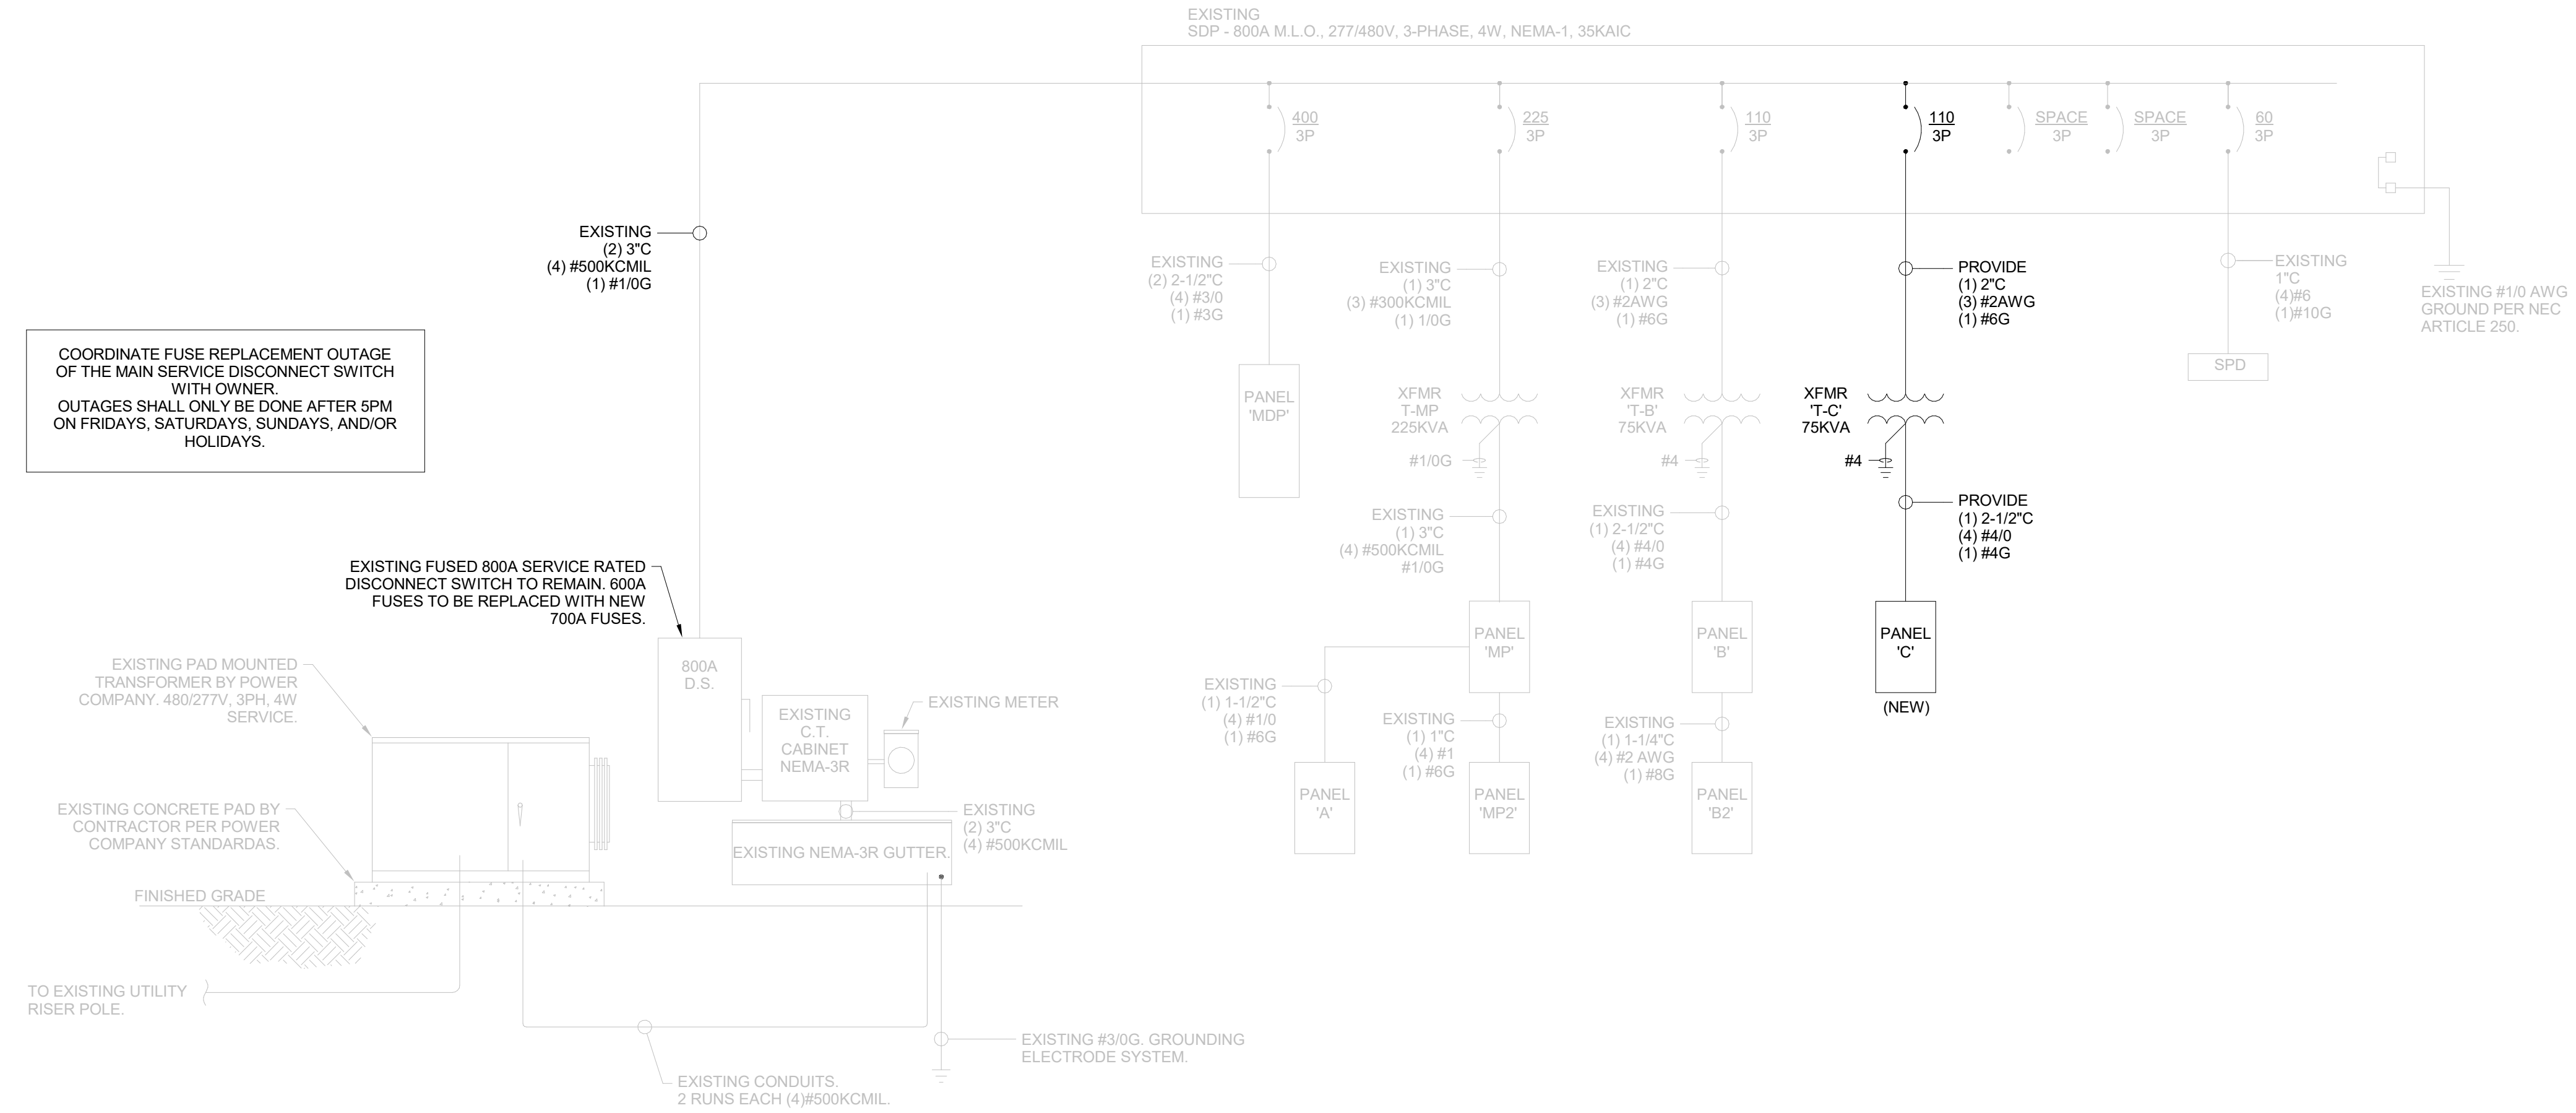 EXISTING
SDP - 800A M.L.O., 277/480V, 3-PHASE, 4W, NEMA-1, 35KAIC
400
3P
225
3P
110
3P
110
3P
SPACE
3P
SPACE
3P
60
3P
EXISTING
(2) 3"C
(4) #500KCMIL
(1) #1/0G
EXISTING
(2) 2-1/2"C
(4) #3/0
(1) #3G
EXISTING
(1) 3"C
(3) #300KCMIL
(1) 1/0G
EXISTING
(1) 2"C
(3) #2AWG
(1) #6G
PROVIDE
(1) 2"C
(3) #2AWG
(1) #6G
EXISTING
1"C
(4)#6
(1)#10G
EXISTING #1/0 AWG
GROUND PER NEC
ARTICLE 250.
COORDINATE FUSE REPLACEMENT OUTAGE
OF THE MAIN SERVICE DISCONNECT SWITCH
WITH OWNER.
OUTAGES SHALL ONLY BE DONE AFTER 5PM
ON FRIDAYS, SATURDAYS, SUNDAYS, AND/OR
HOLIDAYS.
PANEL
'MDP'
XFMR
T-MP
225KVA
#1/0G
XFMR
'T-B'
75KVA
#4
XFMR
'T-C'
75KVA
#4
SPD
EXISTING
(1) 3"C
(4) #500KCMIL
#1/0G
EXISTING
(1) 2-1/2"C
(4) #4/0
(1) #4G
PROVIDE
(1) 2-1/2"C
(4) #4/0
(1) #4G
EXISTING FUSED 800A SERVICE RATED
DISCONNECT SWITCH TO REMAIN. 600A
FUSES TO BE REPLACED WITH NEW
700A FUSES.
PANEL
'MP'
PANEL
'B'
PANEL
'C'
(NEW)
EXISTING PAD MOUNTED
TRANSFORMER BY POWER
COMPANY. 480/277V, 3PH, 4W
SERVICE.
800A
D.S.
EXISTING
C.T.
CABINET
NEMA-3R
EXISTING METER
EXISTING
(1) 1-1/2"C
(4) #1/0
(1) #6G
EXISTING
(1) 1"C
(4) #1
(1) #6G
EXISTING
(1) 1-1/4"C
(4) #2 AWG
(1) #8G
PANEL
'A'
PANEL
'MP2'
PANEL
'B2'
EXISTING CONCRETE PAD BY
CONTRACTOR PER POWER
COMPANY STANDARDAS.
EXISTING
(2) 3"C
(4) #500KCMIL
EXISTING NEMA-3R GUTTER.
FINISHED GRADE
TO EXISTING UTILITY
RISER POLE.
EXISTING #3/0G. GROUNDING
ELECTRODE SYSTEM.
EXISTING CONDUITS.
2 RUNS EACH (4)#500KCMIL.